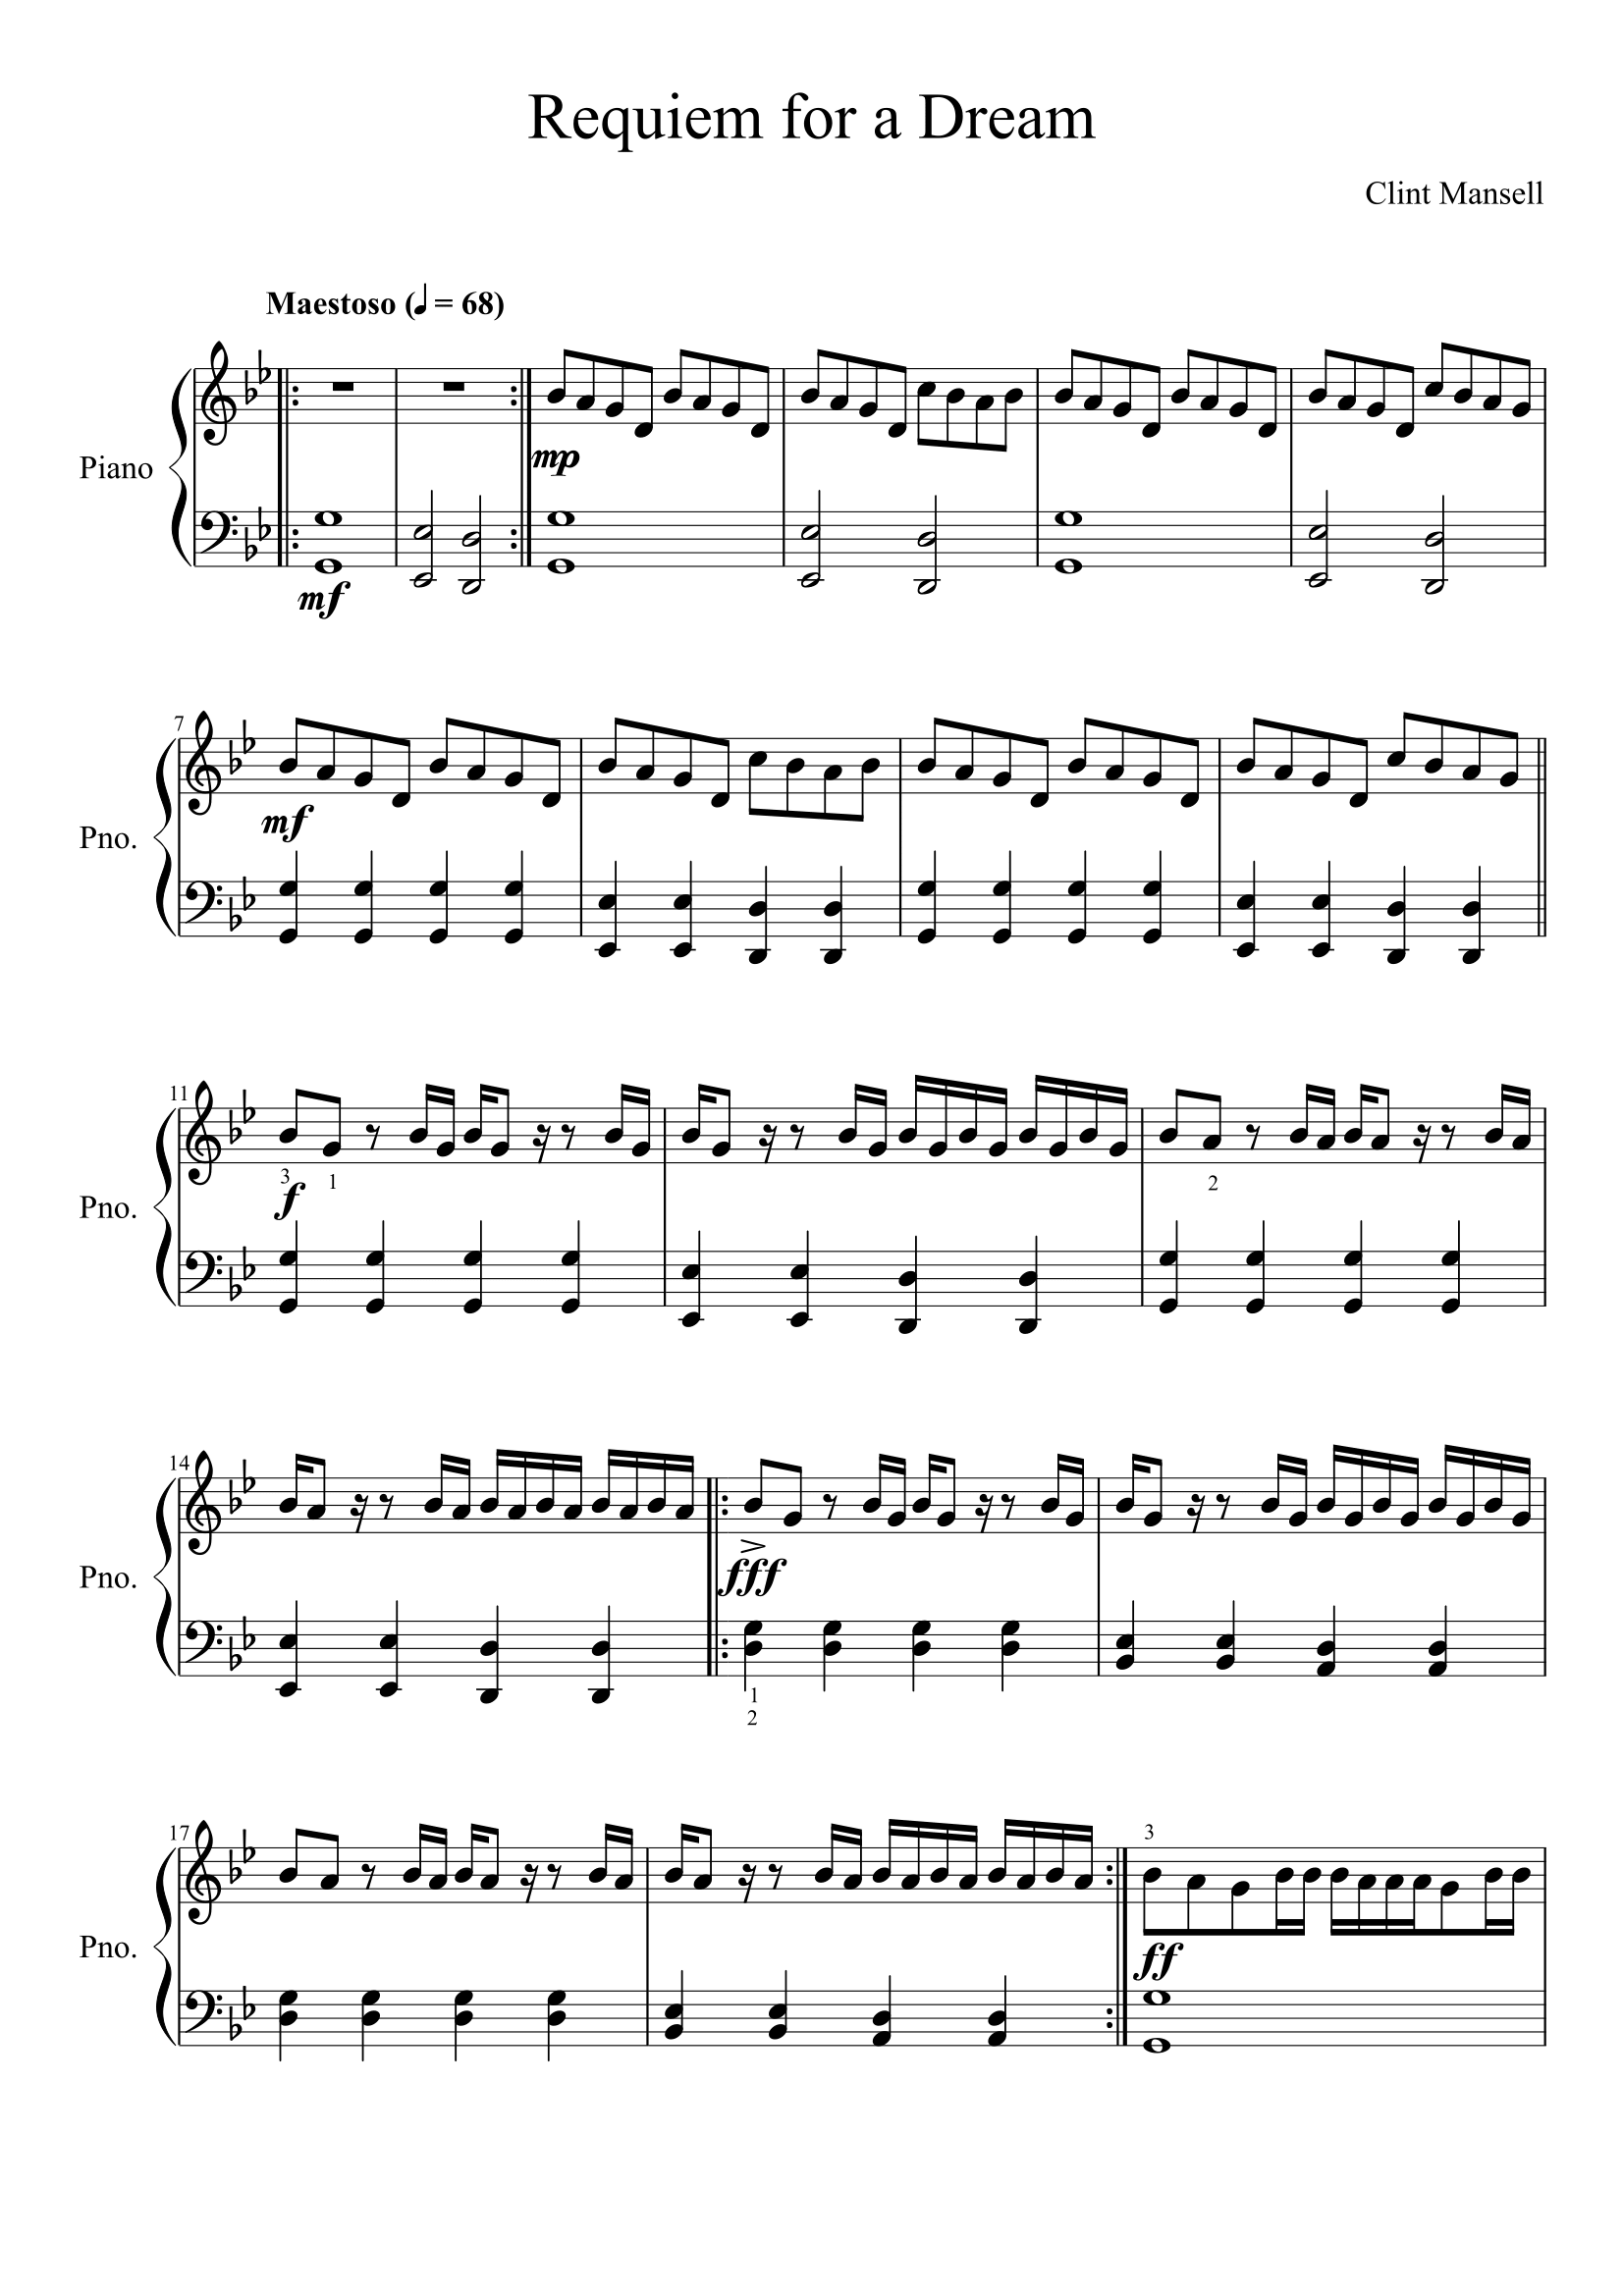 Requiem for a Dream
Clint Mansell
Maestoso (♩ = 68)
Piano
mp
mf
7
mf
Pno.
11
3 1 2
f
Pno.
14
fff
Pno.
1
2
17
3
Pno.
ff